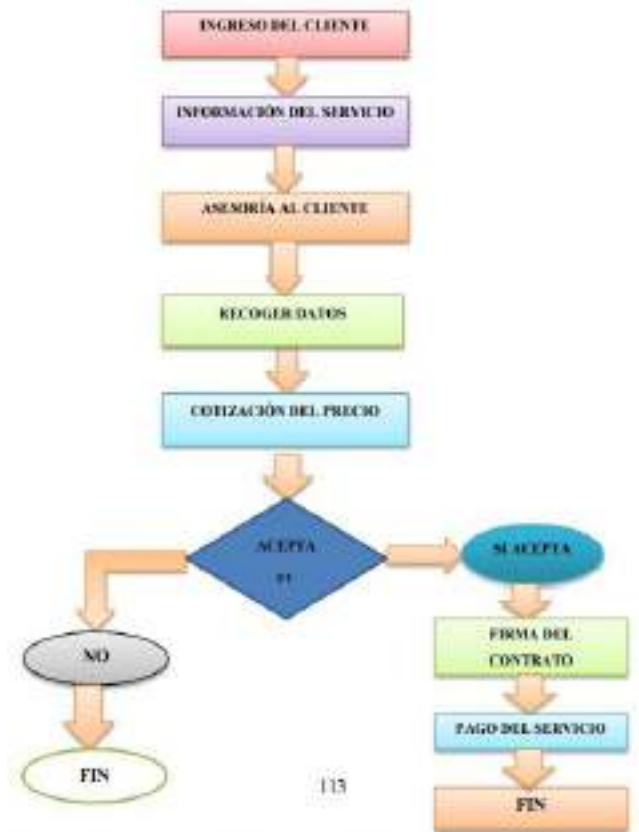 INGRESO DEL CLIENTE
INFORMACIÓN DEL SERVICIO
ASESORÍA AL CLIENTE
RECOGER DATOS
COTIZACIÓN DEL PRECIO
ACEPTA
SI ACEPTA
NO
FIRMA DEL
CONTRATO
PAGO DEL SERVICIO
FIN
113
FIN